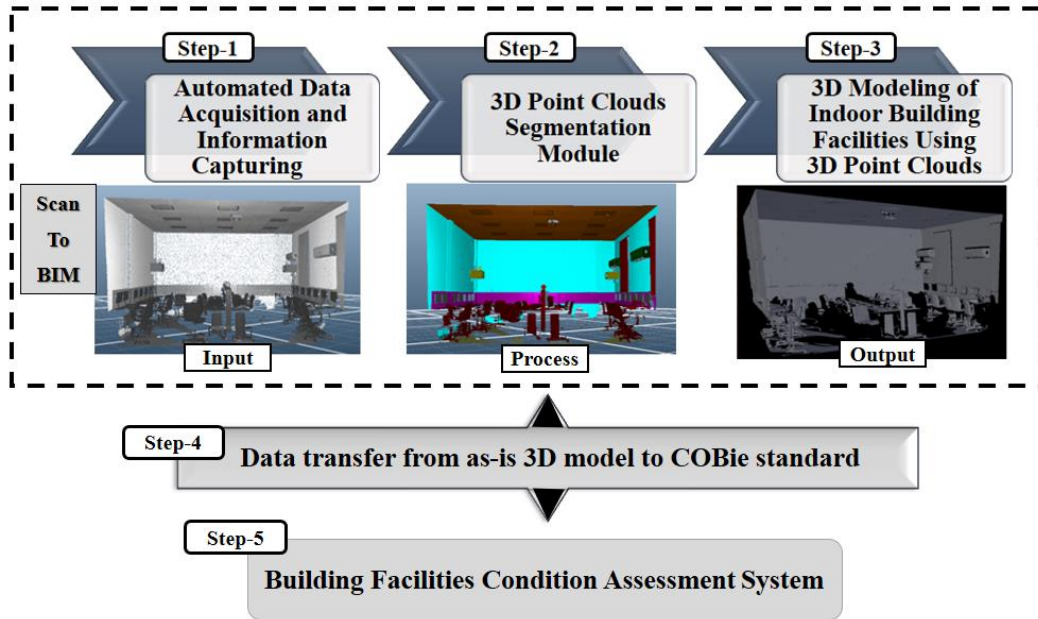 Step-1
Automated Data
Acquisition and
Information
Capturing
Step-2
3D Point Clouds
Segmentation
Module
Step-3
3D Modeling of
Indoor Building
Facilities Using
3D Point Clouds
Scan
To
BIM
Input
Process
Output
Step-4
Data transfer from as-is 3D model to COBie standard
Step-5
Building Facilities Condition Assessment System